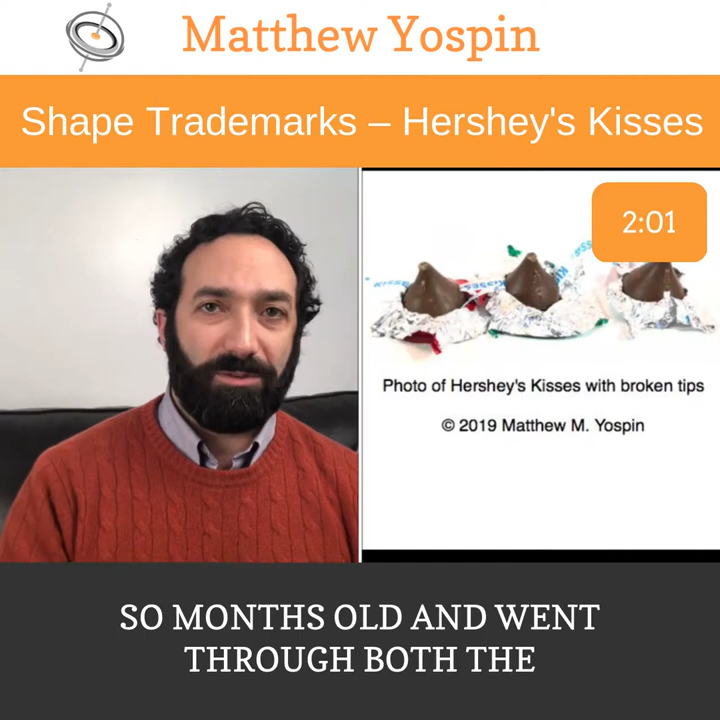 Matthew Yospin
Shape Trademarks – Hershey's Kisses
2:01
KISSES
Photo of Hershey's Kisses with broken tips
© 2019 Matthew M. Yospin
SO MONTHS OLD AND WENT
THROUGH BOTH THE